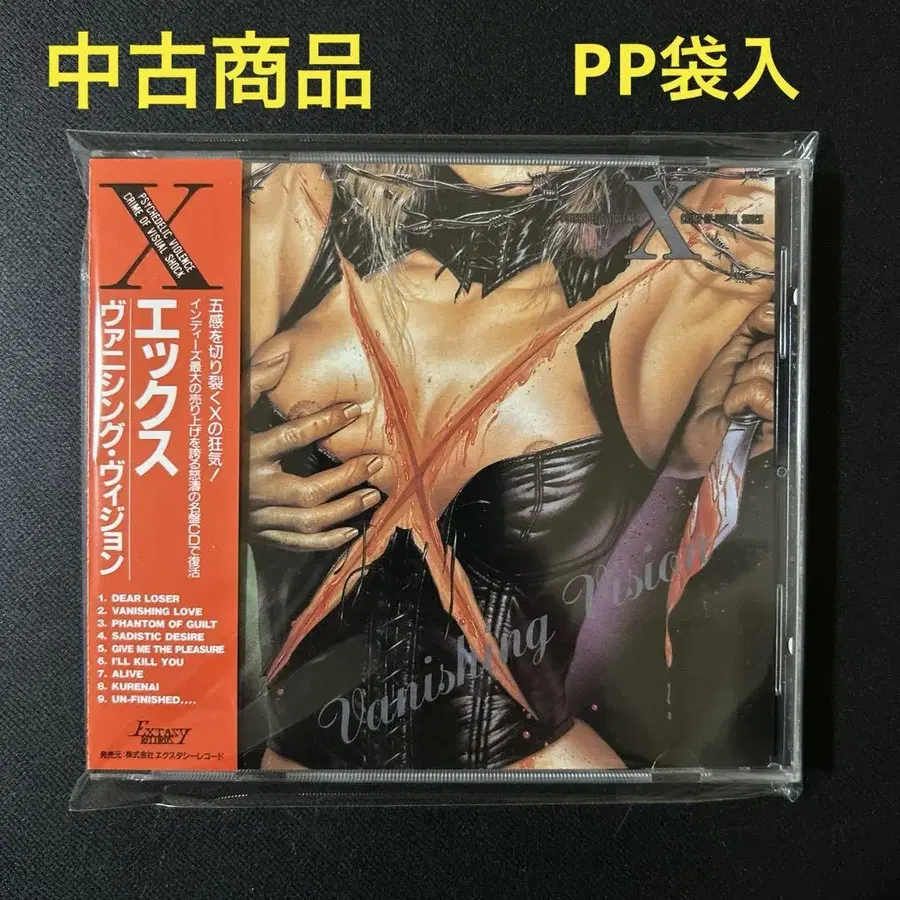 中古商品
PP袋入
X
PSYCHEDELIC VIOLENCE
CRIME OF VISUAL SHOCK
エックス
ヴァニシング・ヴィジョン
五感を切り裂くXの狂気!
インディーズ最大の売り上げを誇る怒濤の名盤CDで復活
1. DEAR LOSER
2. VANISHING LOVE
3. PHANTOM OF GUILT
4. SADISTIC DESIRE
5. GIVE ME THE PLEASURE
6. I'LL KILL YOU
7. ALIVE
8. KURENAI
9. UN-FINISHED....
EXTASY
発売元:株式会社エクスタシーレコード
X
PSYCHEDELIC VIOLENCE CRIME OF VISUAL SHOCK
Vanishing Vision